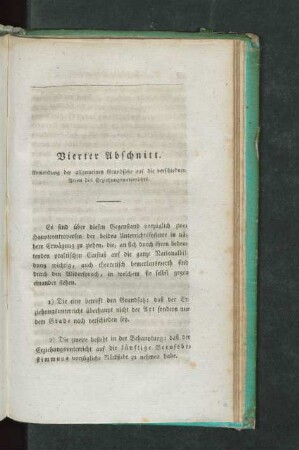 Vierter Abschnitt.
Anwendung der allgemeinen Grundsätze auf die verschiednen
Arten des Erziehungsunterrichts.
Es sind über diesen Gegenstand vorzüglich zwei
Hauptcontroversen der beiden Unterrichtssysteme in nä-
here Erwägung zu ziehen, die, an sich durch ihren bedeu-
tenden praktischen Einfluß auf die ganze Nationalbil-
dung wichtig, auch theoretisch bemerkenswerth sind
durch den Widerspruch, in welchem sie selbst gegen
einander stehen.
1) Die eine betrifft den Grundsatz: daß der Er-
ziehungsunterricht überhaupt nicht der Art sondern nur
dem Grade nach verschieden sey.
2) Die zweite besteht in der Behauptung: daß der
Erziehungsunterricht auf die künftige Berufsbe-
stimmung vorzügliche Rücksicht zu nehmen habe.